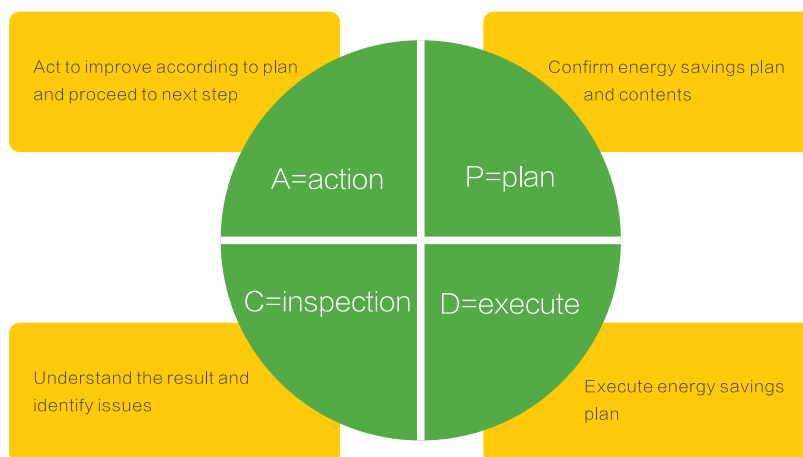 Act to improve according to plan
and proceed to next step
Confirm energy savings plan
and contents
A=action
P=plan
C=inspection
D=execute
Understand the result and
identify issues
Execute energy savings
plan